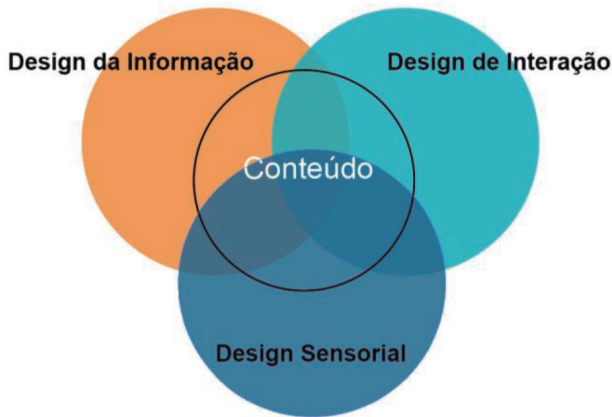 Design da Informação
Design de Interação
Conteúdo
Design Sensorial